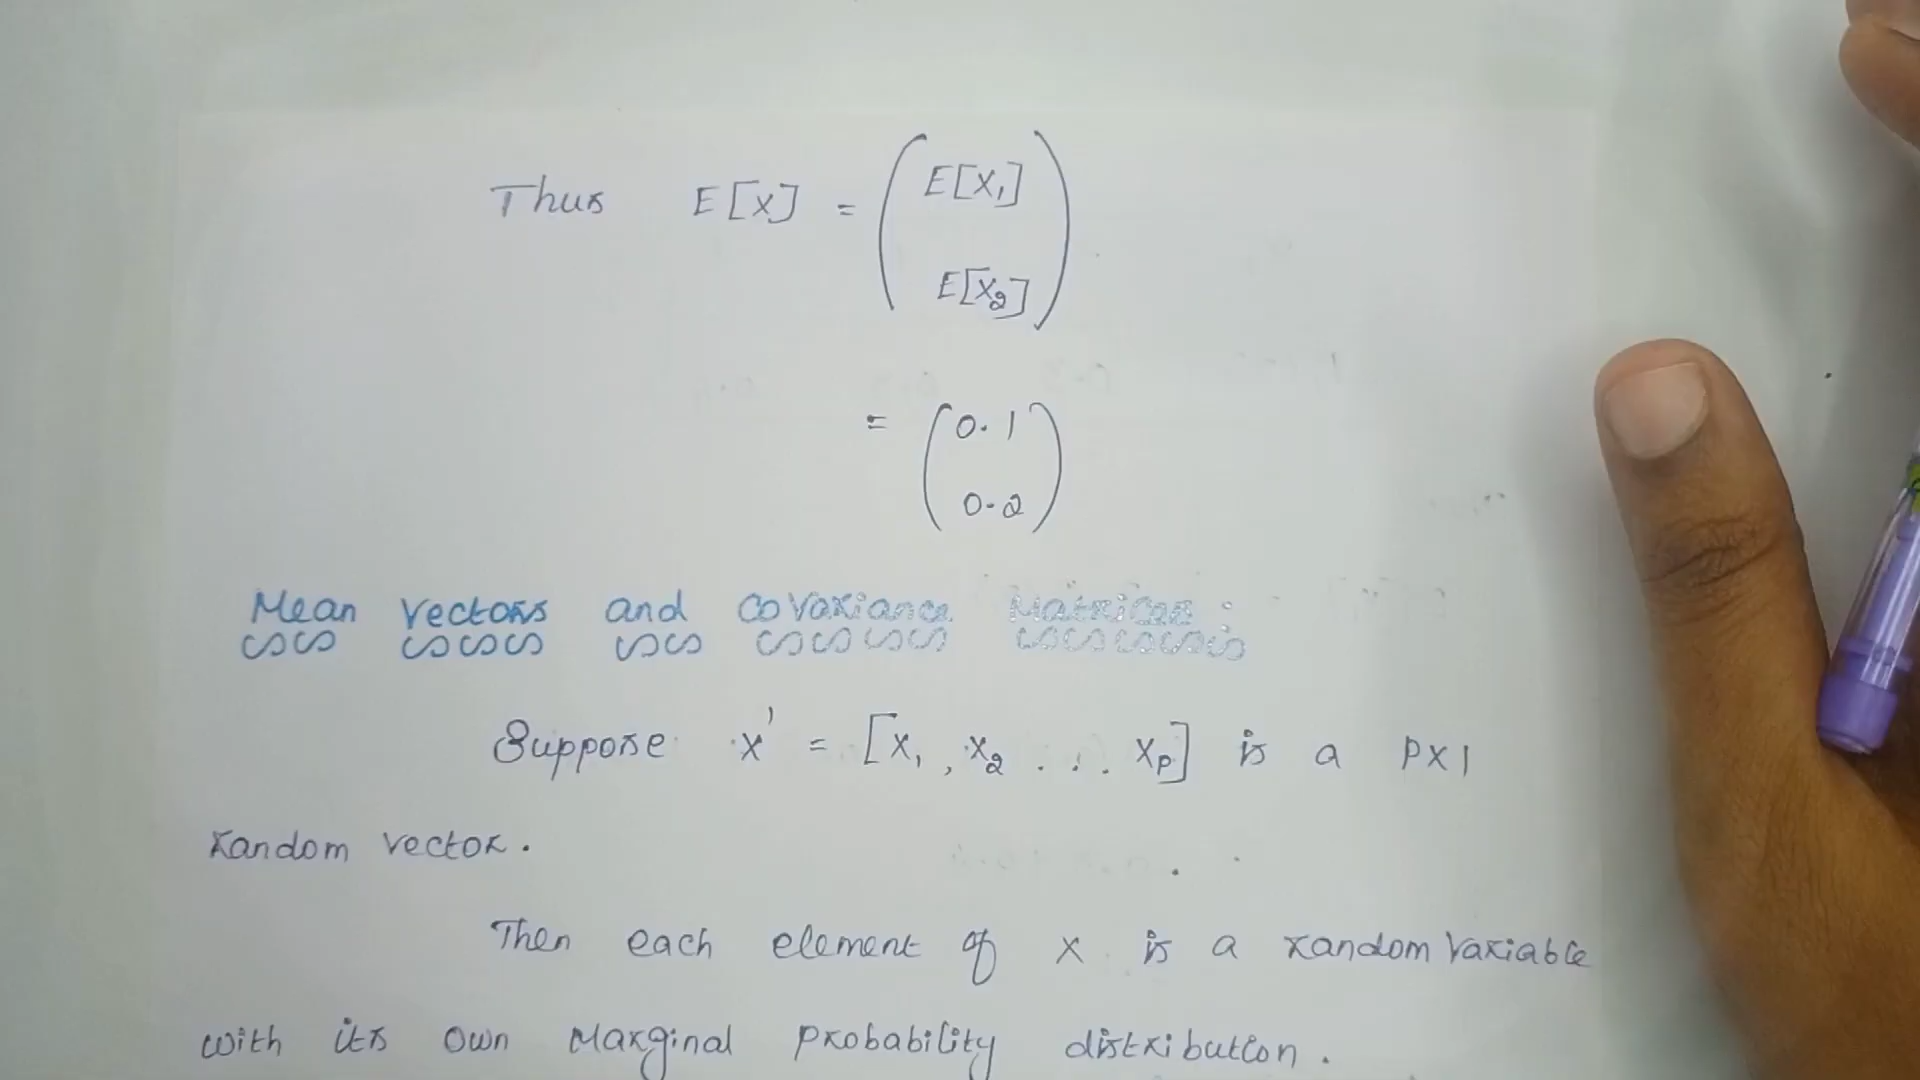 Thus E[X] = ( E[X₁]
E[X₂] )
= ( 0.1
0.2 )
Mean Vectors and Covariance Matrices :
Suppose X' = [X₁, X₂ ... Xp] is a P×1
random vector.
Then each element of X is a random variable
with its own Marginal Probability distribution.